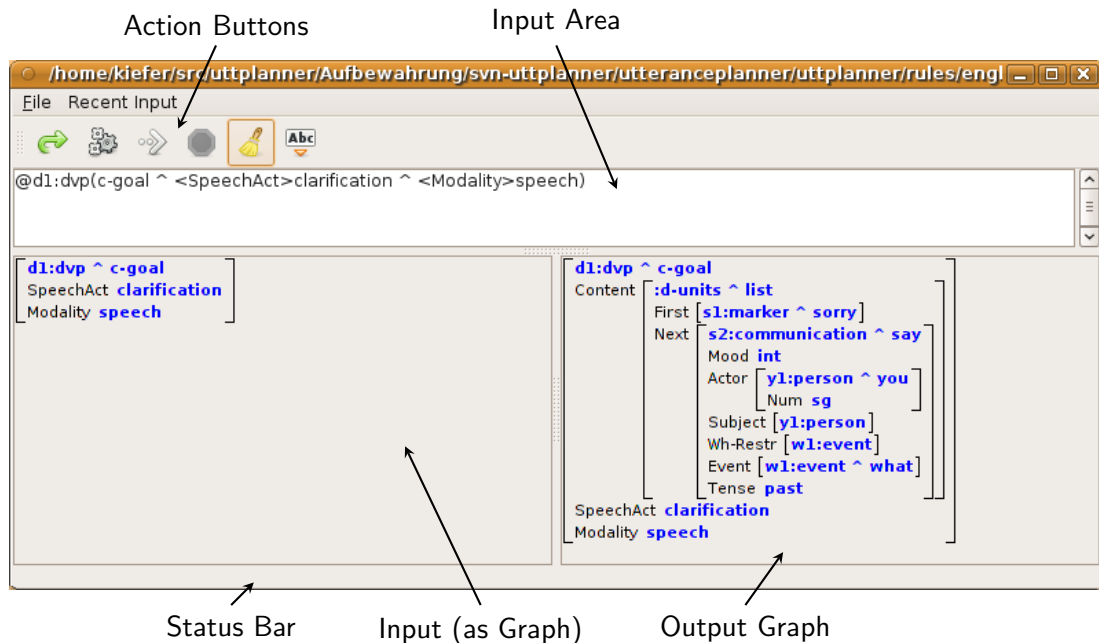 Action Buttons
Input Area
/home/kiefer/src/uttplanner/Aufbewahrung/svn-uttplanner/utteranceplanner/uttplanner/rules/engl
File Recent Input
Abc
@d1:dvp(c-goal ^ <SpeechAct>clarification ^ <Modality>speech)
d1:dvp ^ c-goal
SpeechAct clarification
Modality speech
d1:dvp ^ c-goal
Content :d-units ^ list
First s1:marker ^ sorry
Next s2:communication ^ say
Mood int
Actor y1:person ^ you
Num sg
Subject y1:person
Wh-Restr w1:event
Event w1:event ^ what
Tense past
SpeechAct clarification
Modality speech
Status Bar
Input (as Graph)
Output Graph